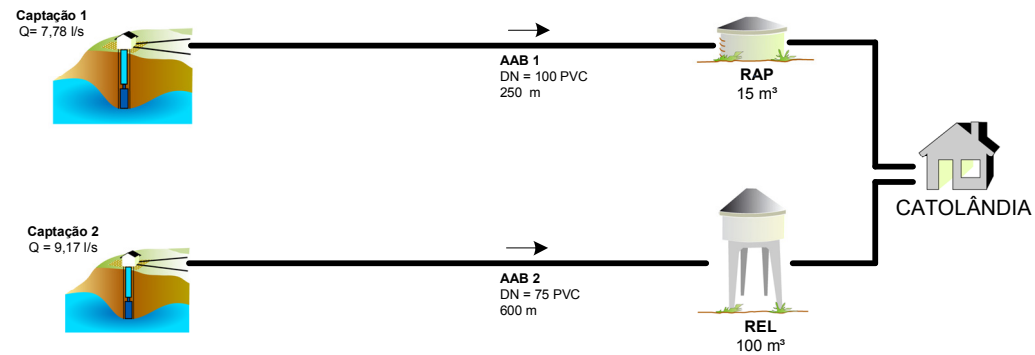 Captação 1
Q= 7,78 l/s
AAB 1
DN = 100 PVC
250 m
RAP
15 m³
CATOLÂNDIA
Captação 2
Q = 9,17 l/s
AAB 2
DN = 75 PVC
600 m
REL
100 m³